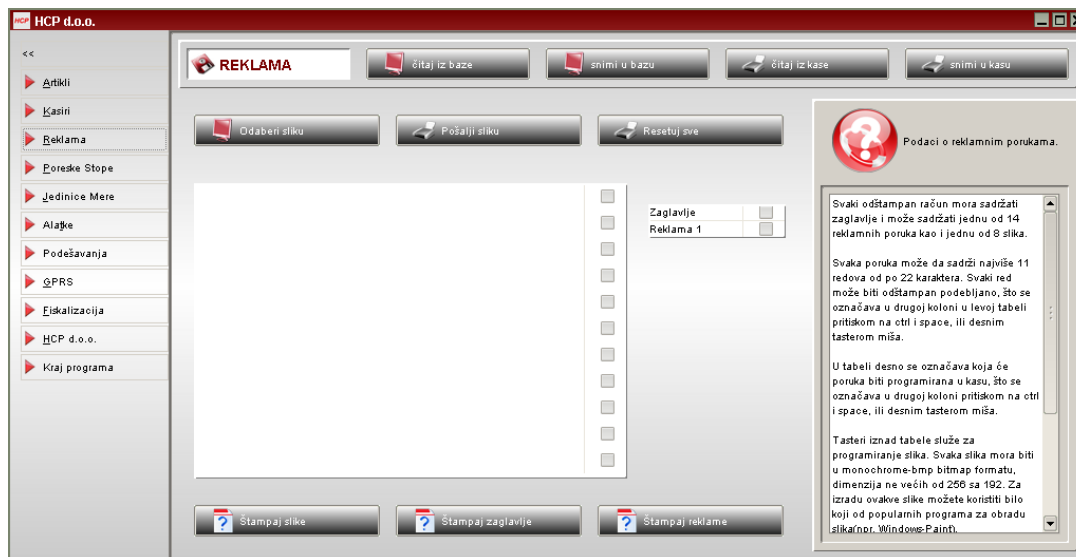 HCP HCP d.o.o.
<<
Artikli
Kasiri
Reklama
Poreske Stope
Jedinice Mere
Alatke
Podešavanja
GPRS
Fiskalizacija
HCP d.o.o.
Kraj programa
REKLAMA
čitaj iz baze
snimi u bazu
čitaj iz kase
snimi u kasu
Odaberi sliku
Pošalji sliku
Resetuj sve
Zaglavlje
Reklama 1
Štampaj slike
Štampaj zaglavlje
Štampaj reklame
Podaci o reklamnim porukama.
Svaki odštampan račun mora sadržati
zaglavlje i može sadržati jednu od 14
reklamnih poruka kao i jednu od 8 slika.
Svaka poruka može da sadrži najviše 11
redova od po 22 karaktera. Svaki red
može biti odštampan podebljano, što se
označava u drugoj koloni u levoj tabeli
pritiskom na ctrl i space, ili desnim
tasterom miša.
U tabeli desno se označava koja će
poruka biti programirana u kasu, što se
označava u drugoj koloni pritiskom na ctrl
i space, ili desnim tasterom miša.
Tasteri iznad tabele služe za
programiranje slika. Svaka slika mora biti
u monochrome-bmp bitmap formatu,
dimenzija ne većih od 256 sa 192. Za
izradu ovakve slike možete koristiti bilo
koji od popularnih programa za obradu
slika(npr. Windows-Paint).